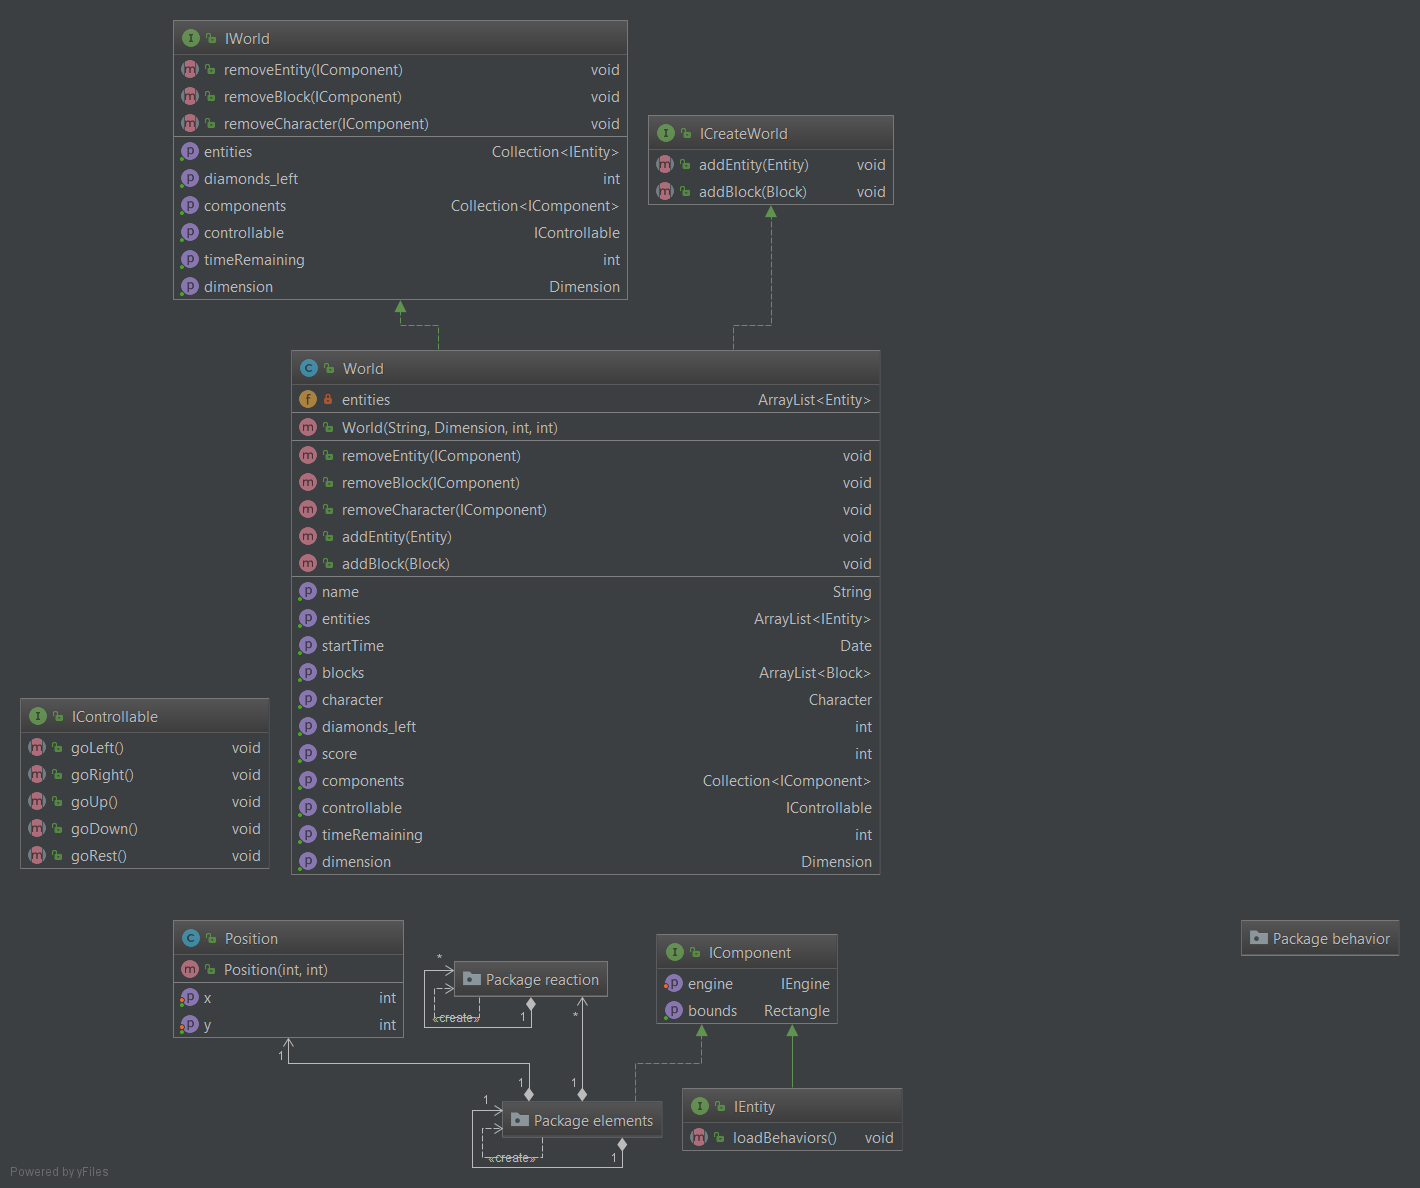 IWorld
removeEntity(IComponent) void
removeBlock(IComponent) void
removeCharacter(IComponent) void
entities Collection<IEntity>
diamonds_left int
components Collection<IComponent>
controllable IControllable
timeRemaining int
dimension Dimension
ICreateWorld
addEntity(Entity) void
addBlock(Block) void
World
entities ArrayList<Entity>
World(String, Dimension, int, int)
removeEntity(IComponent) void
removeBlock(IComponent) void
removeCharacter(IComponent) void
addEntity(Entity) void
addBlock(Block) void
name String
entities ArrayList<IEntity>
startTime Date
blocks ArrayList<Block>
character Character
diamonds_left int
score int
components Collection<IComponent>
controllable IControllable
timeRemaining int
dimension Dimension
IControllable
goLeft() void
goRight() void
goUp() void
goDown() void
goRest() void
Position
Position(int, int)
x int
y int
*
Package reaction
«create»
1
*
IComponent
engine IEngine
bounds Rectangle
Package behavior
1
1
1
1
Package elements
«create»
1
IEntity
loadBehaviors() void
Powered by yFiles